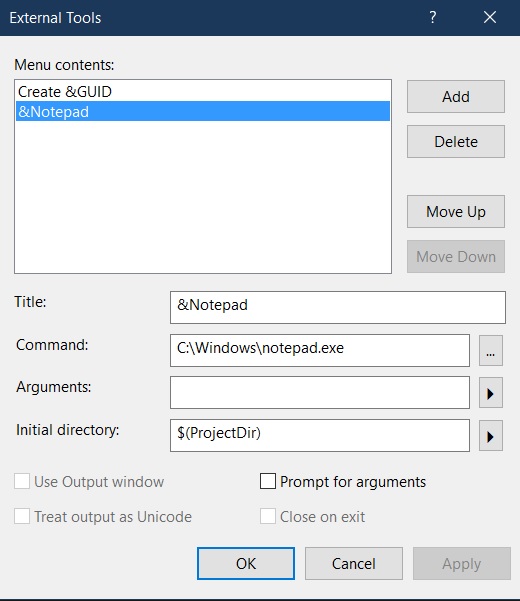 External Tools
?
Menu contents:
Create &GUID
&Notepad
Add
Delete
Move Up
Move Down
Title:
&Notepad
Command:
C:\Windows\notepad.exe
...
Arguments:
Initial directory:
$(ProjectDir)
Use Output window
Prompt for arguments
Treat output as Unicode
Close on exit
OK
Cancel
Apply